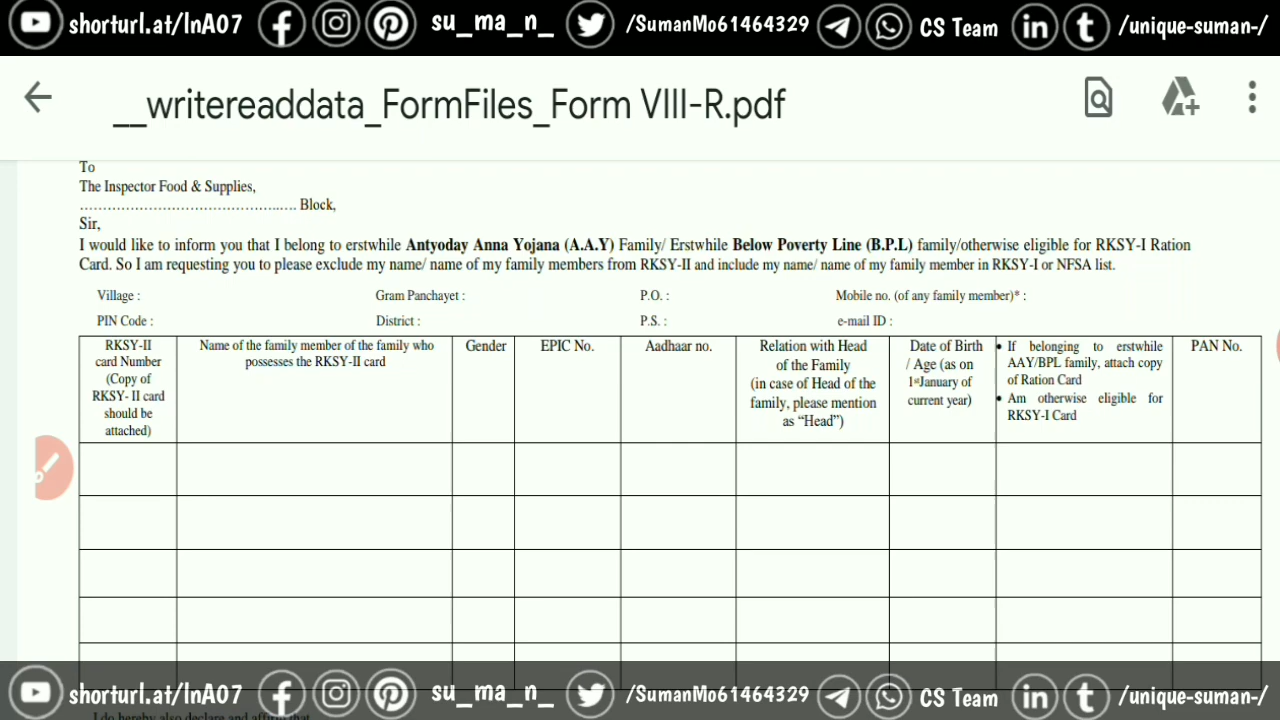 shorturl.at/lnA07 su_ma_n_ /SumanMo61464329 CS Team /unique-suman-/
__writereaddata_FormFiles_Form VIII-R.pdf
To
The Inspector Food & Supplies,
............................................. Block,
Sir,
I would like to inform you that I belong to erstwhile Antyoday Anna Yojana (A.A.Y) Family/ Erstwhile Below Poverty Line (B.P.L) family/otherwise eligible for RKSY-I Ration
Card. So I am requesting you to please exclude my name/ name of my family members from RKSY-II and include my name/ name of my family member in RKSY-I or NFSA list.
Village : Gram Panchayet : P.O. : Mobile no. (of any family member)* :
PIN Code : District : P.S. : e-mail ID :
RKSY-II
card Number
(Copy of
RKSY- II card
should be
attached)
Name of the family member of the family who
possesses the RKSY-II card
Gender
EPIC No.
Aadhaar no.
Relation with Head
of the Family
(in case of Head of the
family, please mention
as “Head”)
Date of Birth
/ Age (as on
1stJanuary of
current year)
• If belonging to erstwhile
AAY/BPL family, attach copy
of Ration Card
• Am otherwise eligible for
RKSY-I Card
PAN No.
shorturl.at/lnA07 su_ma_n_ /SumanMo61464329 CS Team /unique-suman-/
I do hereby also declare and affirm that